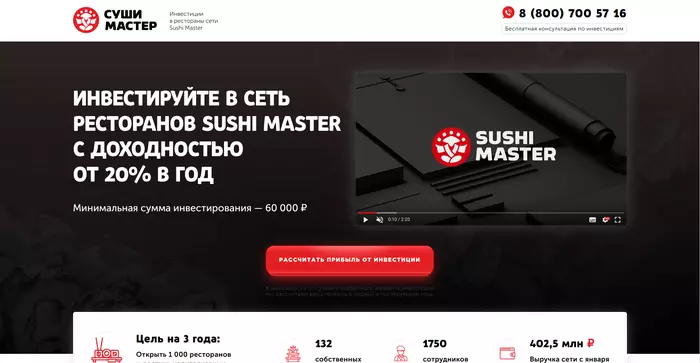 СУШИ
МАСТЕР
Инвестиции
в рестораны сети
Sushi Master
8 (800) 700 57 16
Бесплатная консультация по инвестициям
ИНВЕСТИРУЙТЕ В СЕТЬ
РЕСТОРАНОВ SUSHI MASTER
С ДОХОДНОСТЬЮ
ОТ 20% В ГОД
Минимальная сумма инвестирования — 60 000 ₽
SUSHI
MASTER
0:10 / 2:20
РАССЧИТАТЬ ПРИБЫЛЬ ОТ ИНВЕСТИЦИИ
Цель на 3 года:
Открыть 1 000 ресторанов
132
собственных
1750
сотрудников
402,5 млн ₽
Выручка сети с января